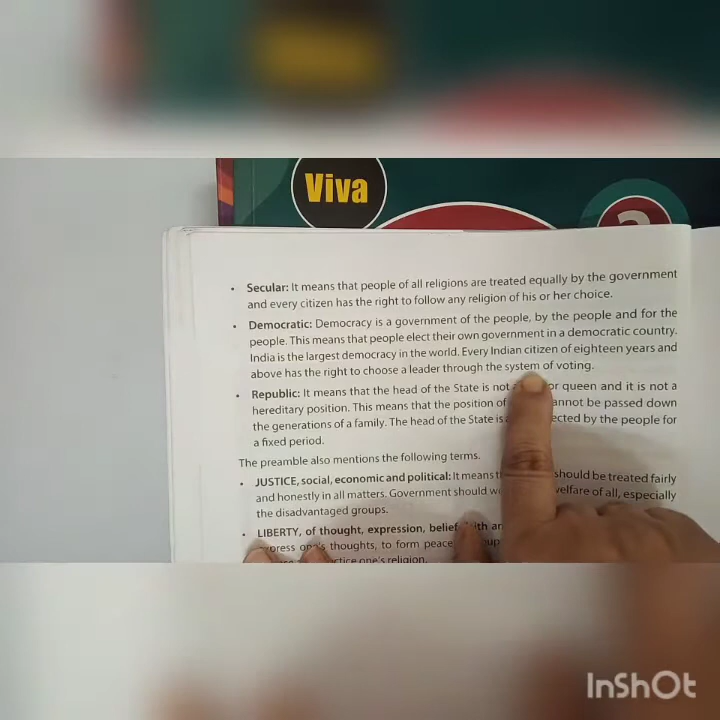 Viva
• Secular: It means that people of all religions are treated equally by the government
and every citizen has the right to follow any religion of his or her choice.
• Democratic: Democracy is a government of the people, by the people and for the
people. This means that people elect their own government in a democratic country.
India is the largest democracy in the world. Every Indian citizen of eighteen years and
above has the right to choose a leader through the system of voting.
• Republic: It means that the head of the State is not or queen and it is not a
hereditary position. This means that the position of cannot be passed down
the generations of a family. The head of the State is by the people for
a fixed period.
The preamble also mentions the following terms.
• JUSTICE, social, economic and political: It means should be treated fairly
and honestly in all matters. Government should welfare of all, especially
the disadvantaged groups.
• LIBERTY, of thought, expression, belief,
thoughts, to form
one's religion.
InShOt